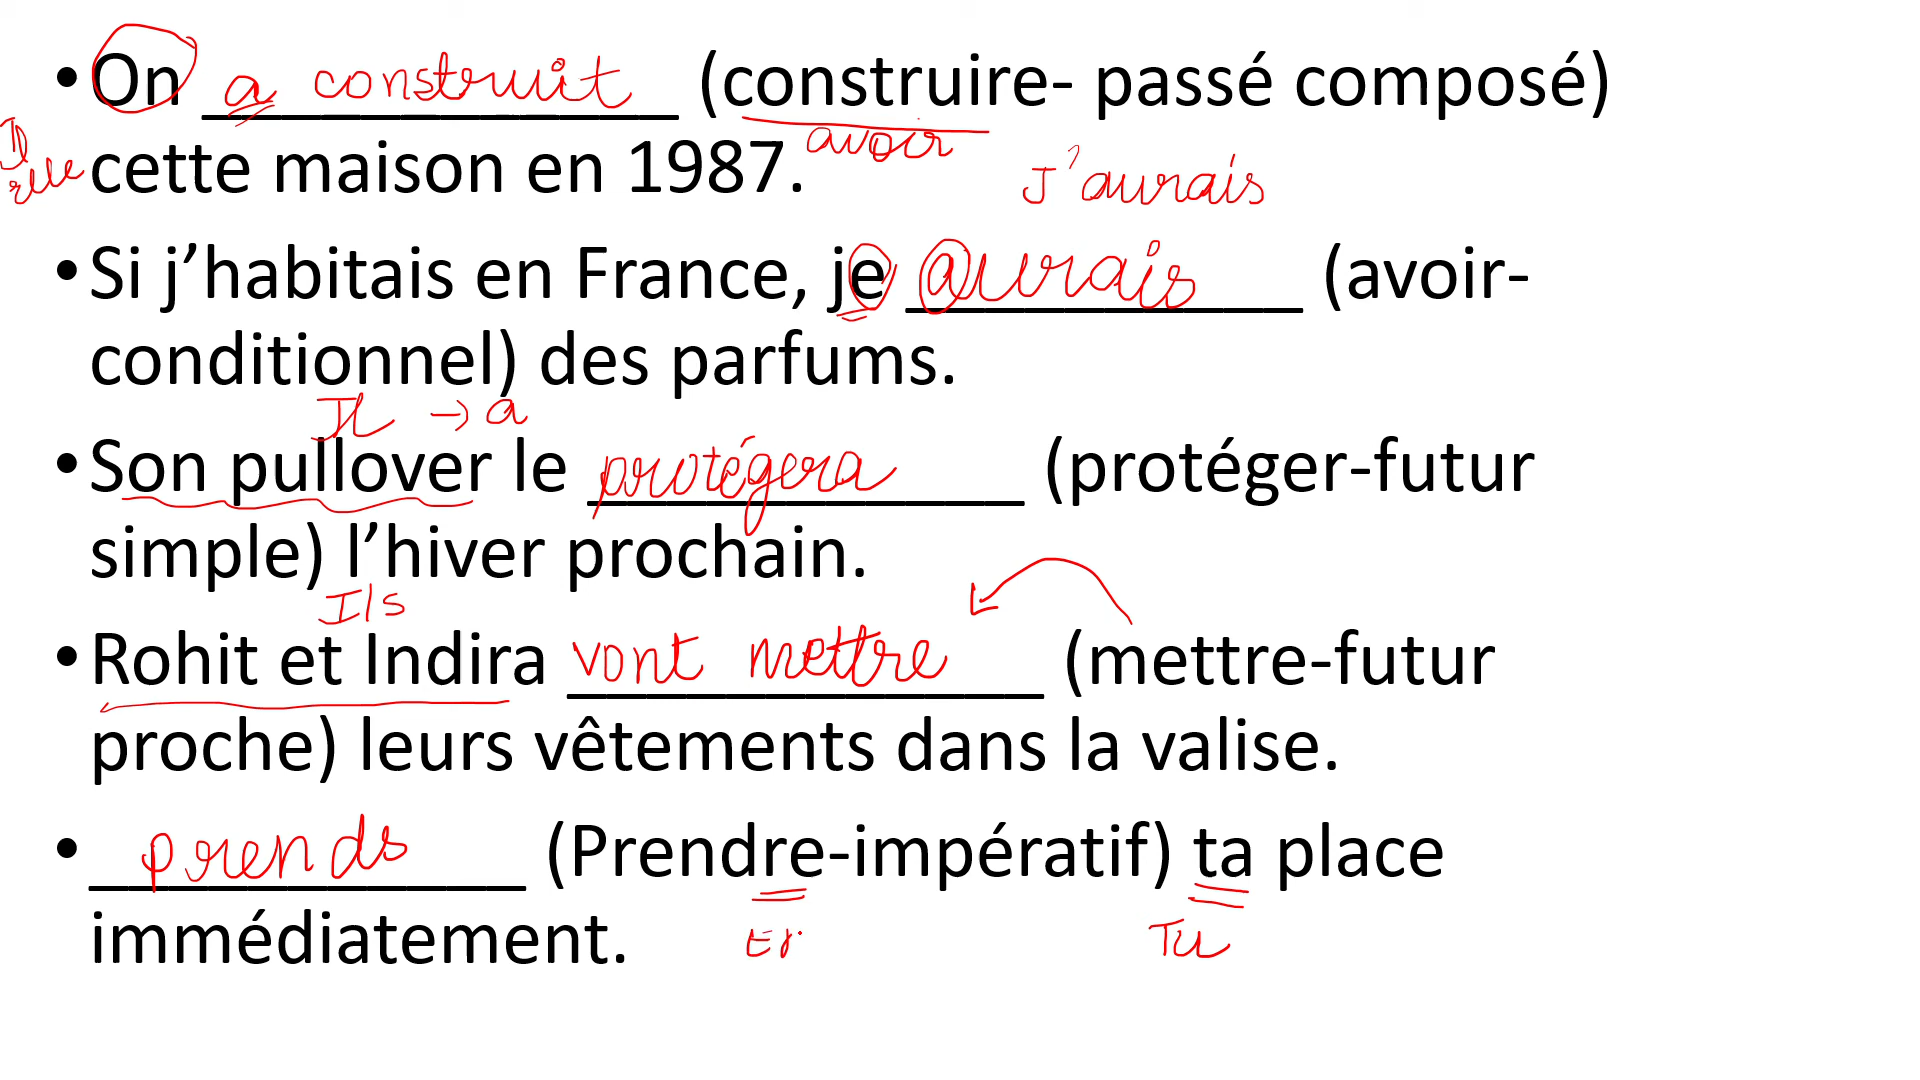 • On a construit (construire- passé composé)
Il
elle
cette maison en 1987.
avoir
J'aurais
• Si j’habitais en France, je aurais (avoir-
conditionnel) des parfums.
Il → a
• Son pullover le protégera (protéger-futur
simple) l’hiver prochain.
Ils
• Rohit et Indira vont mettre (mettre-futur
proche) leurs vêtements dans la valise.
• prends (Prendre-impératif) ta place
immédiatement.
Er
Tu